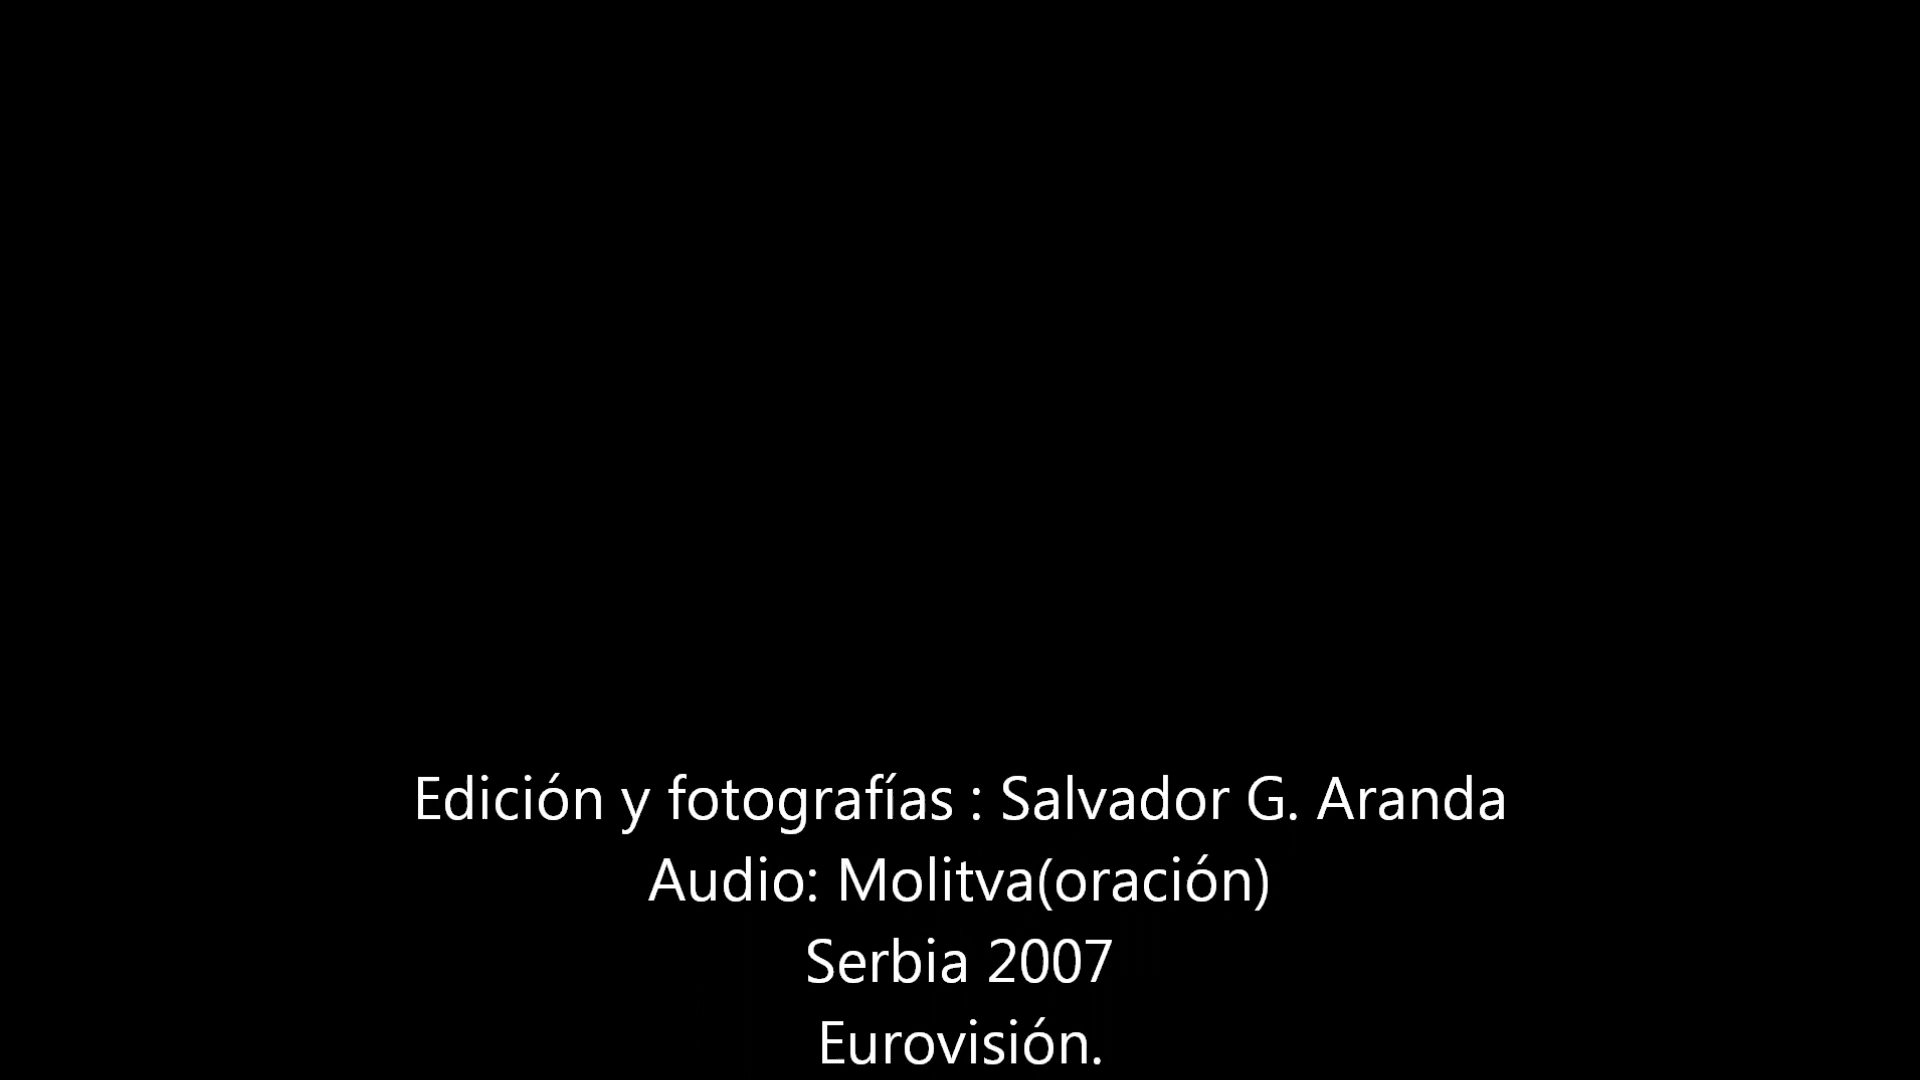 Edición y fotografías : Salvador G. Aranda
Audio: Molitva(oración)
Serbia 2007
Eurovisión.